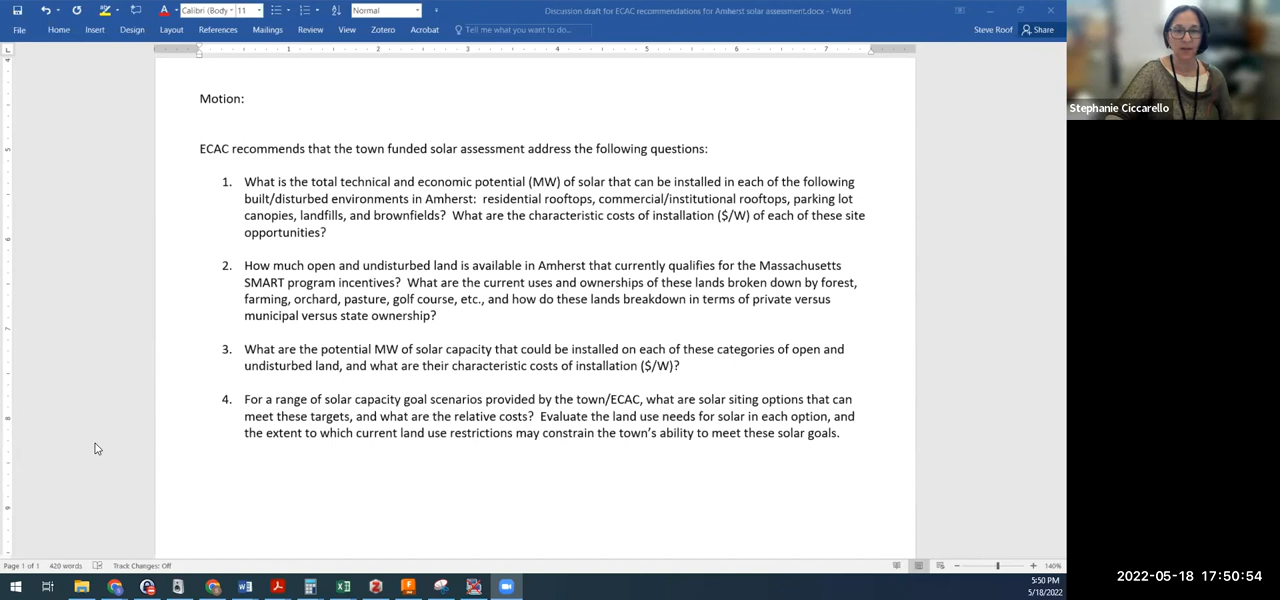 Calibri (Body
11
Normal
Discussion draft for ECAC recommendations for Amherst solar assessment.docx - Word
File
Home
Insert
Design
Layout
References
Mailings
Review
View
Zotero
Acrobat
Tell me what you want to do...
Steve Roof
Share
1 2 3 4 5 6 7
Motion:
ECAC recommends that the town funded solar assessment address the following questions:
1. What is the total technical and economic potential (MW) of solar that can be installed in each of the following
built/disturbed environments in Amherst: residential rooftops, commercial/institutional rooftops, parking lot
canopies, landfills, and brownfields? What are the characteristic costs of installation ($/W) of each of these site
opportunities?
2. How much open and undisturbed land is available in Amherst that currently qualifies for the Massachusetts
SMART program incentives? What are the current uses and ownerships of these lands broken down by forest,
farming, orchard, pasture, golf course, etc., and how do these lands breakdown in terms of private versus
municipal versus state ownership?
3. What are the potential MW of solar capacity that could be installed on each of these categories of open and
undisturbed land, and what are their characteristic costs of installation ($/W)?
4. For a range of solar capacity goal scenarios provided by the town/ECAC, what are solar siting options that can
meet these targets, and what are the relative costs? Evaluate the land use needs for solar in each option, and
the extent to which current land use restrictions may constrain the town's ability to meet these solar goals.
Page 1 of 1
420 words
Track Changes: Off
140%
5:50 PM
5/18/2022
Stephanie Ciccarello
2022-05-18 17:50:54